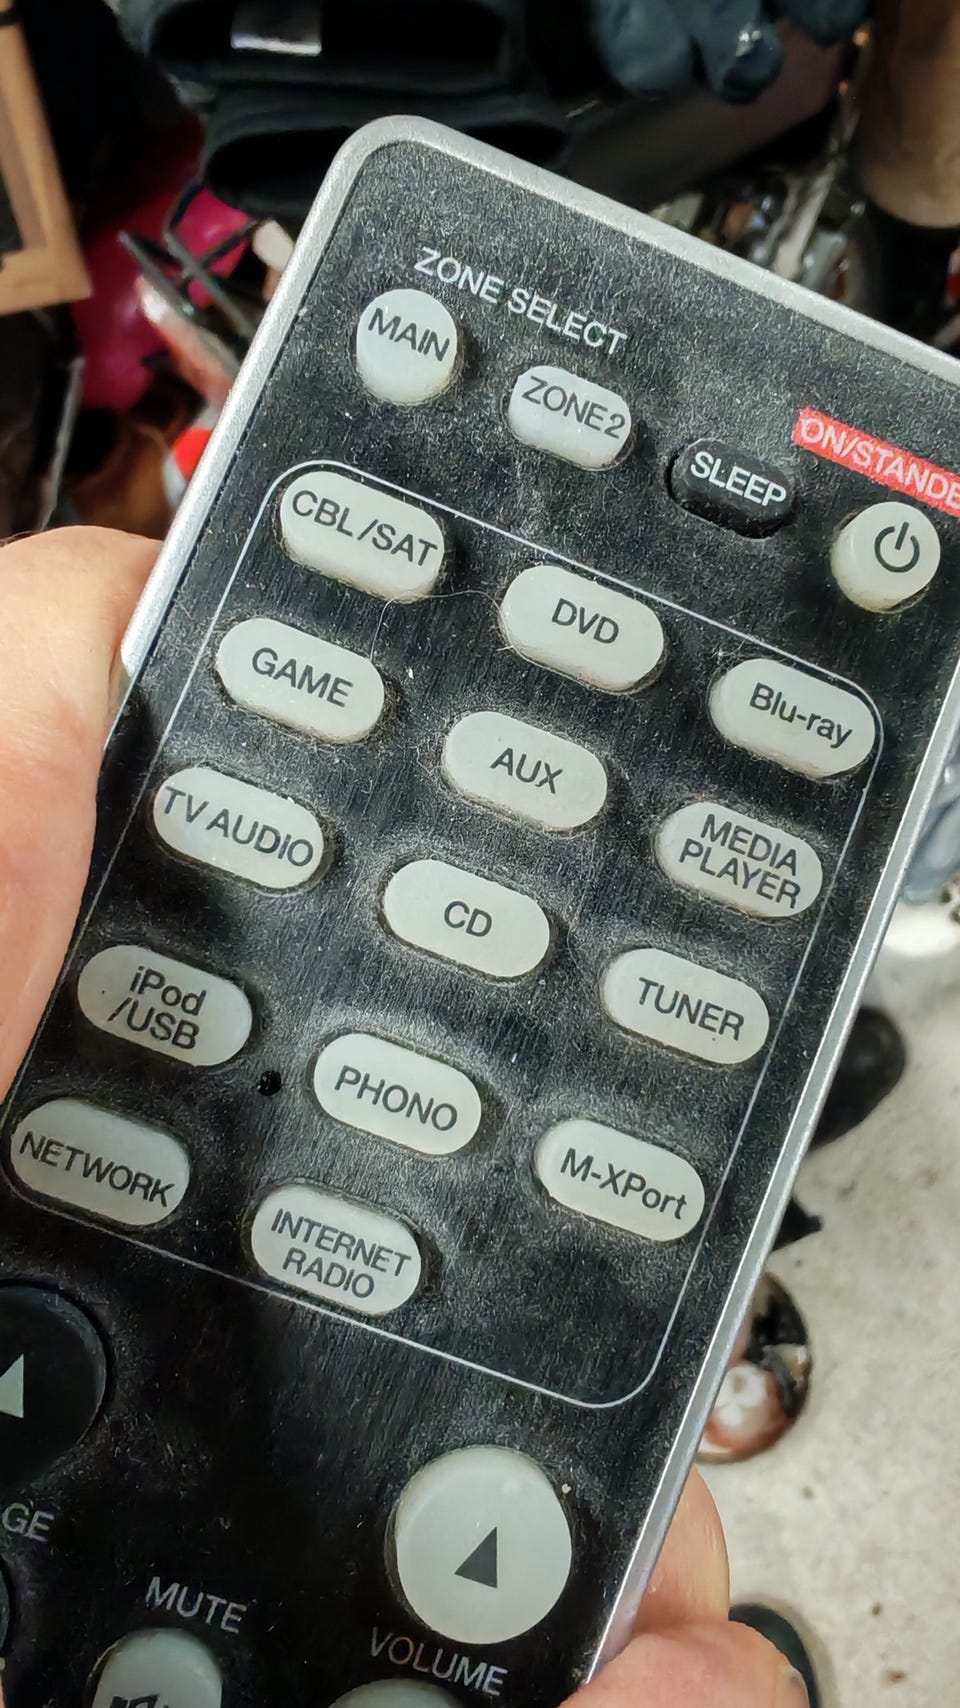 ZONE SELECT
MAIN
ZONE2
SLEEP
ON/STANDB
CBL/SAT
DVD
Blu-ray
GAME
AUX
MEDIA
PLAYER
TV AUDIO
CD
TUNER
iPod
/USB
PHONO
M-XPort
NETWORK
INTERNET
RADIO
GE
MUTE
VOLUME